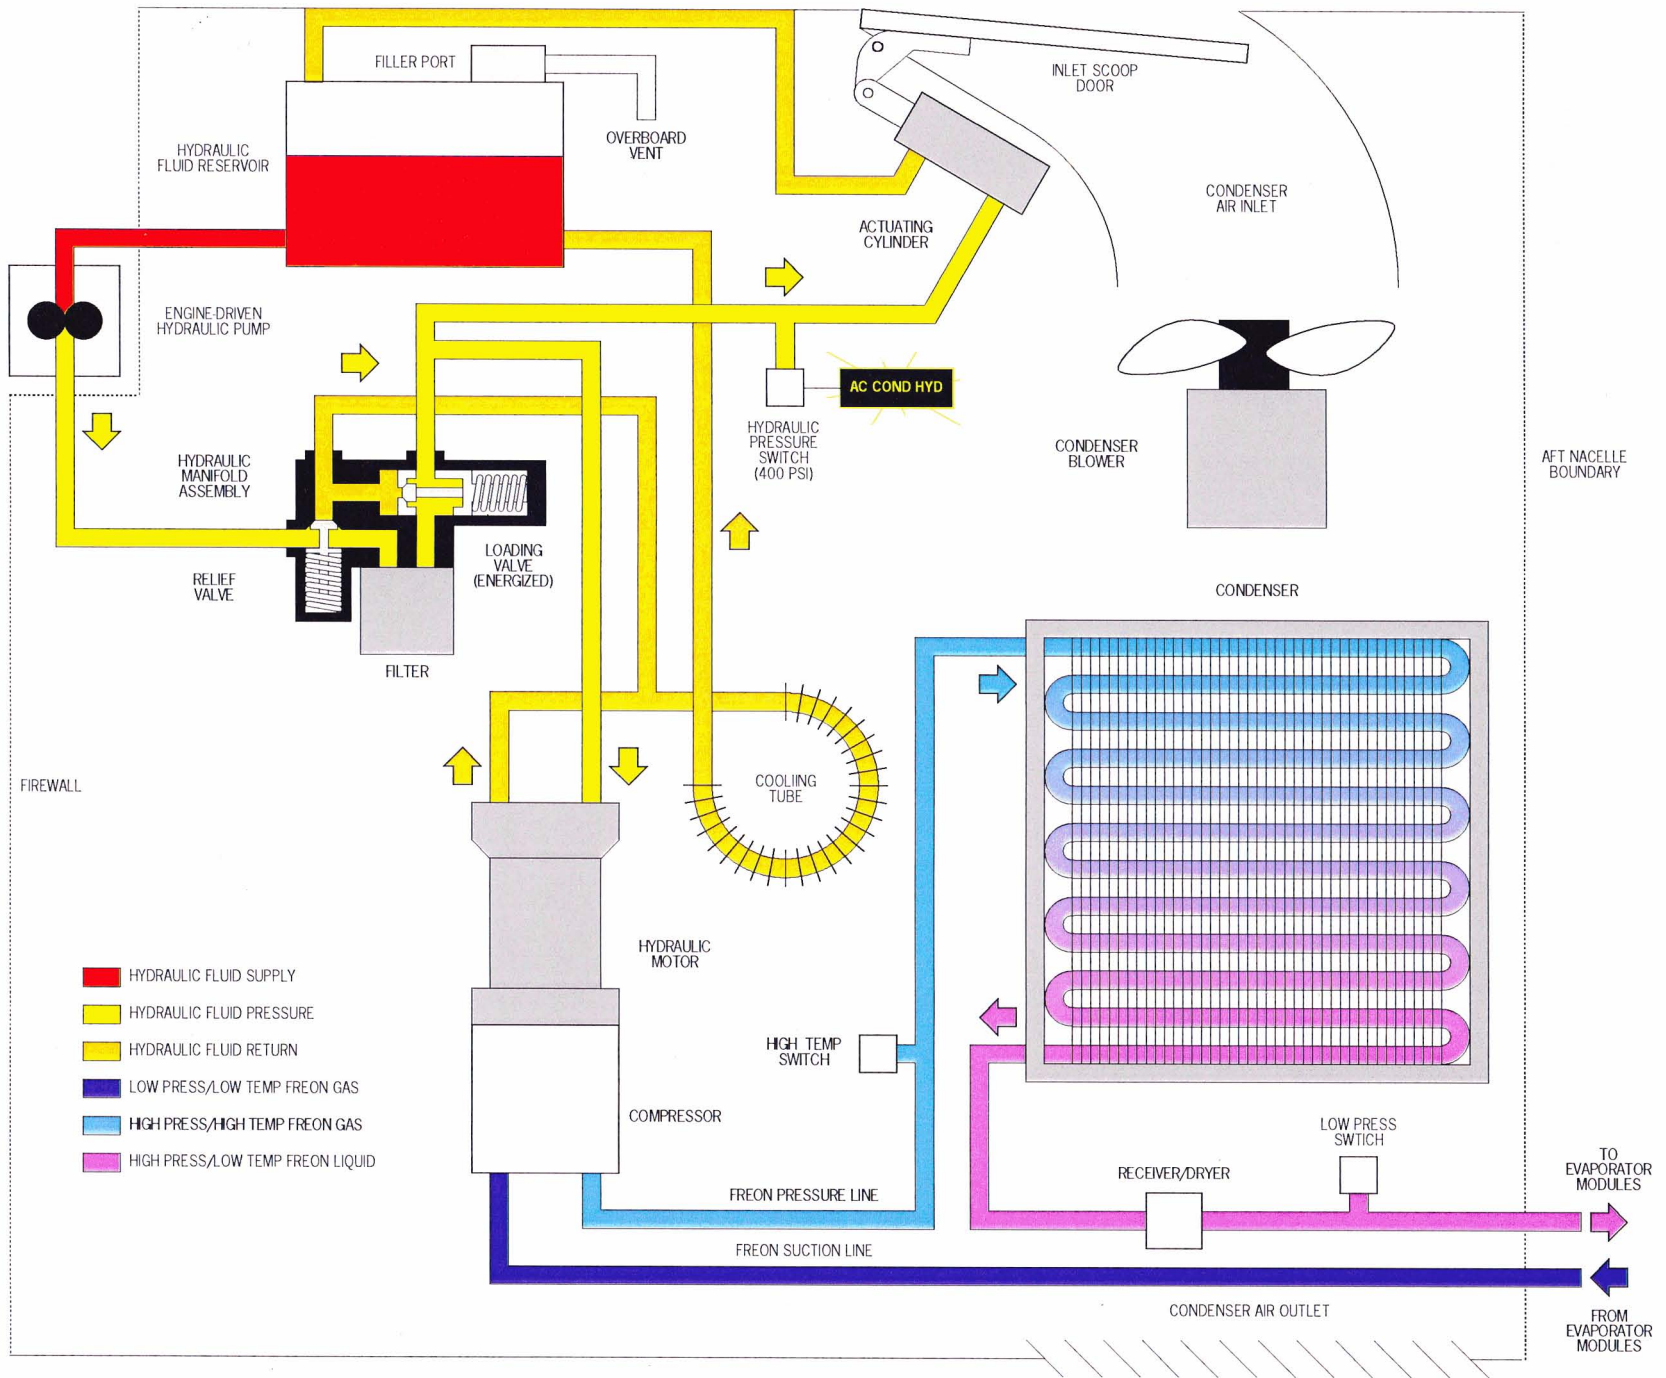 FILLER PORT
INLET SCOOP
DOOR
HYDRAULIC
FLUID RESERVOIR
OVERBOARD
VENT
CONDENSER
AIR INLET
ACTUATING
CYLINDER
ENGINE-DRIVEN
HYDRAULIC PUMP
AC COND HYD
HYDRAULIC
PRESSURE
SWITCH
(400 PSI)
CONDENSER
BLOWER
AFT NACELLE
BOUNDARY
HYDRAULIC
MANIFOLD
ASSEMBLY
LOADING
VALVE
(ENERGIZED)
RELIEF
VALVE
FILTER
CONDENSER
FIREWALL
COOLING
TUBE
HYDRAULIC
MOTOR
HYDRAULIC FLUID SUPPLY
HYDRAULIC FLUID PRESSURE
HYDRAULIC FLUID RETURN
LOW PRESS/LOW TEMP FREON GAS
HIGH PRESS/HIGH TEMP FREON GAS
HIGH PRESS/LOW TEMP FREON LIQUID
HIGH TEMP
SWITCH
COMPRESSOR
LOW PRESS
SWTICH
RECEIVER/DRYER
TO
EVAPORATOR
MODULES
FREON PRESSURE LINE
FREON SUCTION LINE
CONDENSER AIR OUTLET
FROM
EVAPORATOR
MODULES